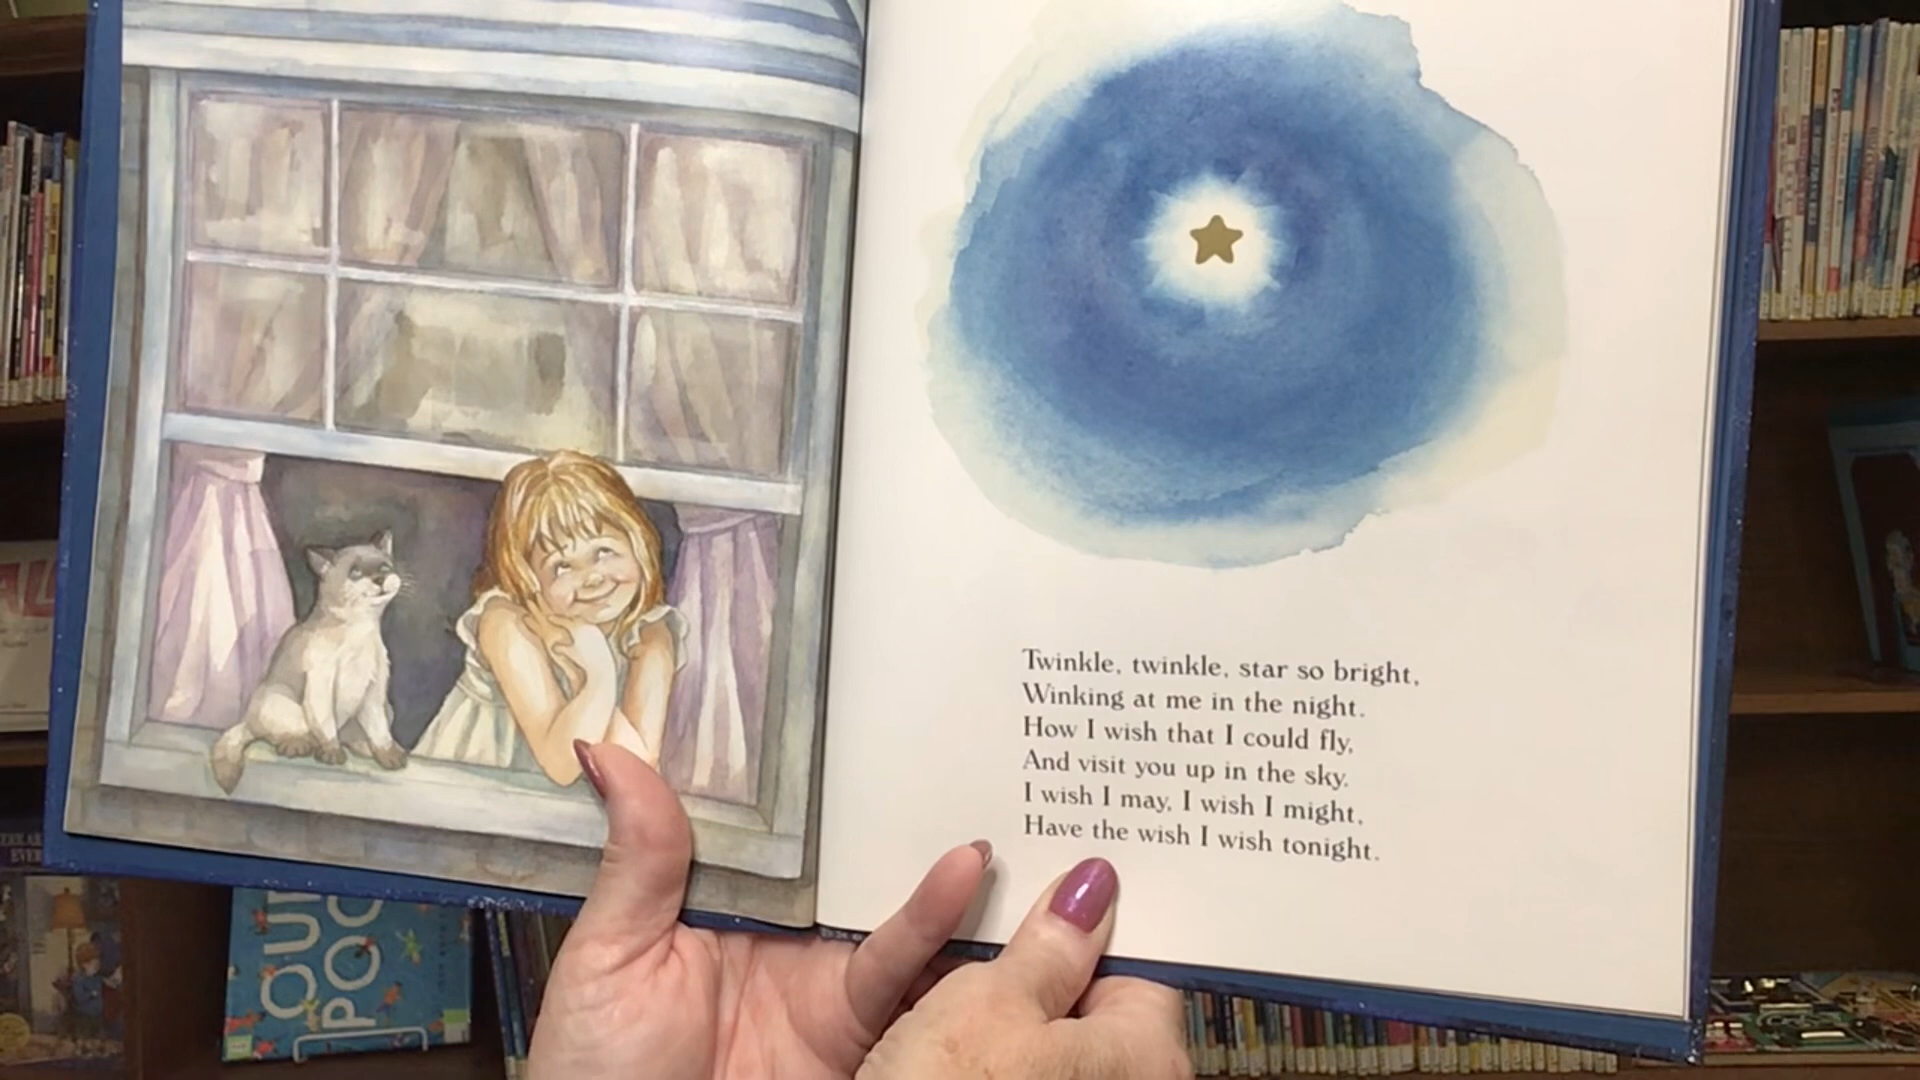 Twinkle, twinkle, star so bright,
Winking at me in the night.
How I wish that I could fly,
And visit you up in the sky.
I wish I may, I wish I might,
Have the wish I wish tonight.